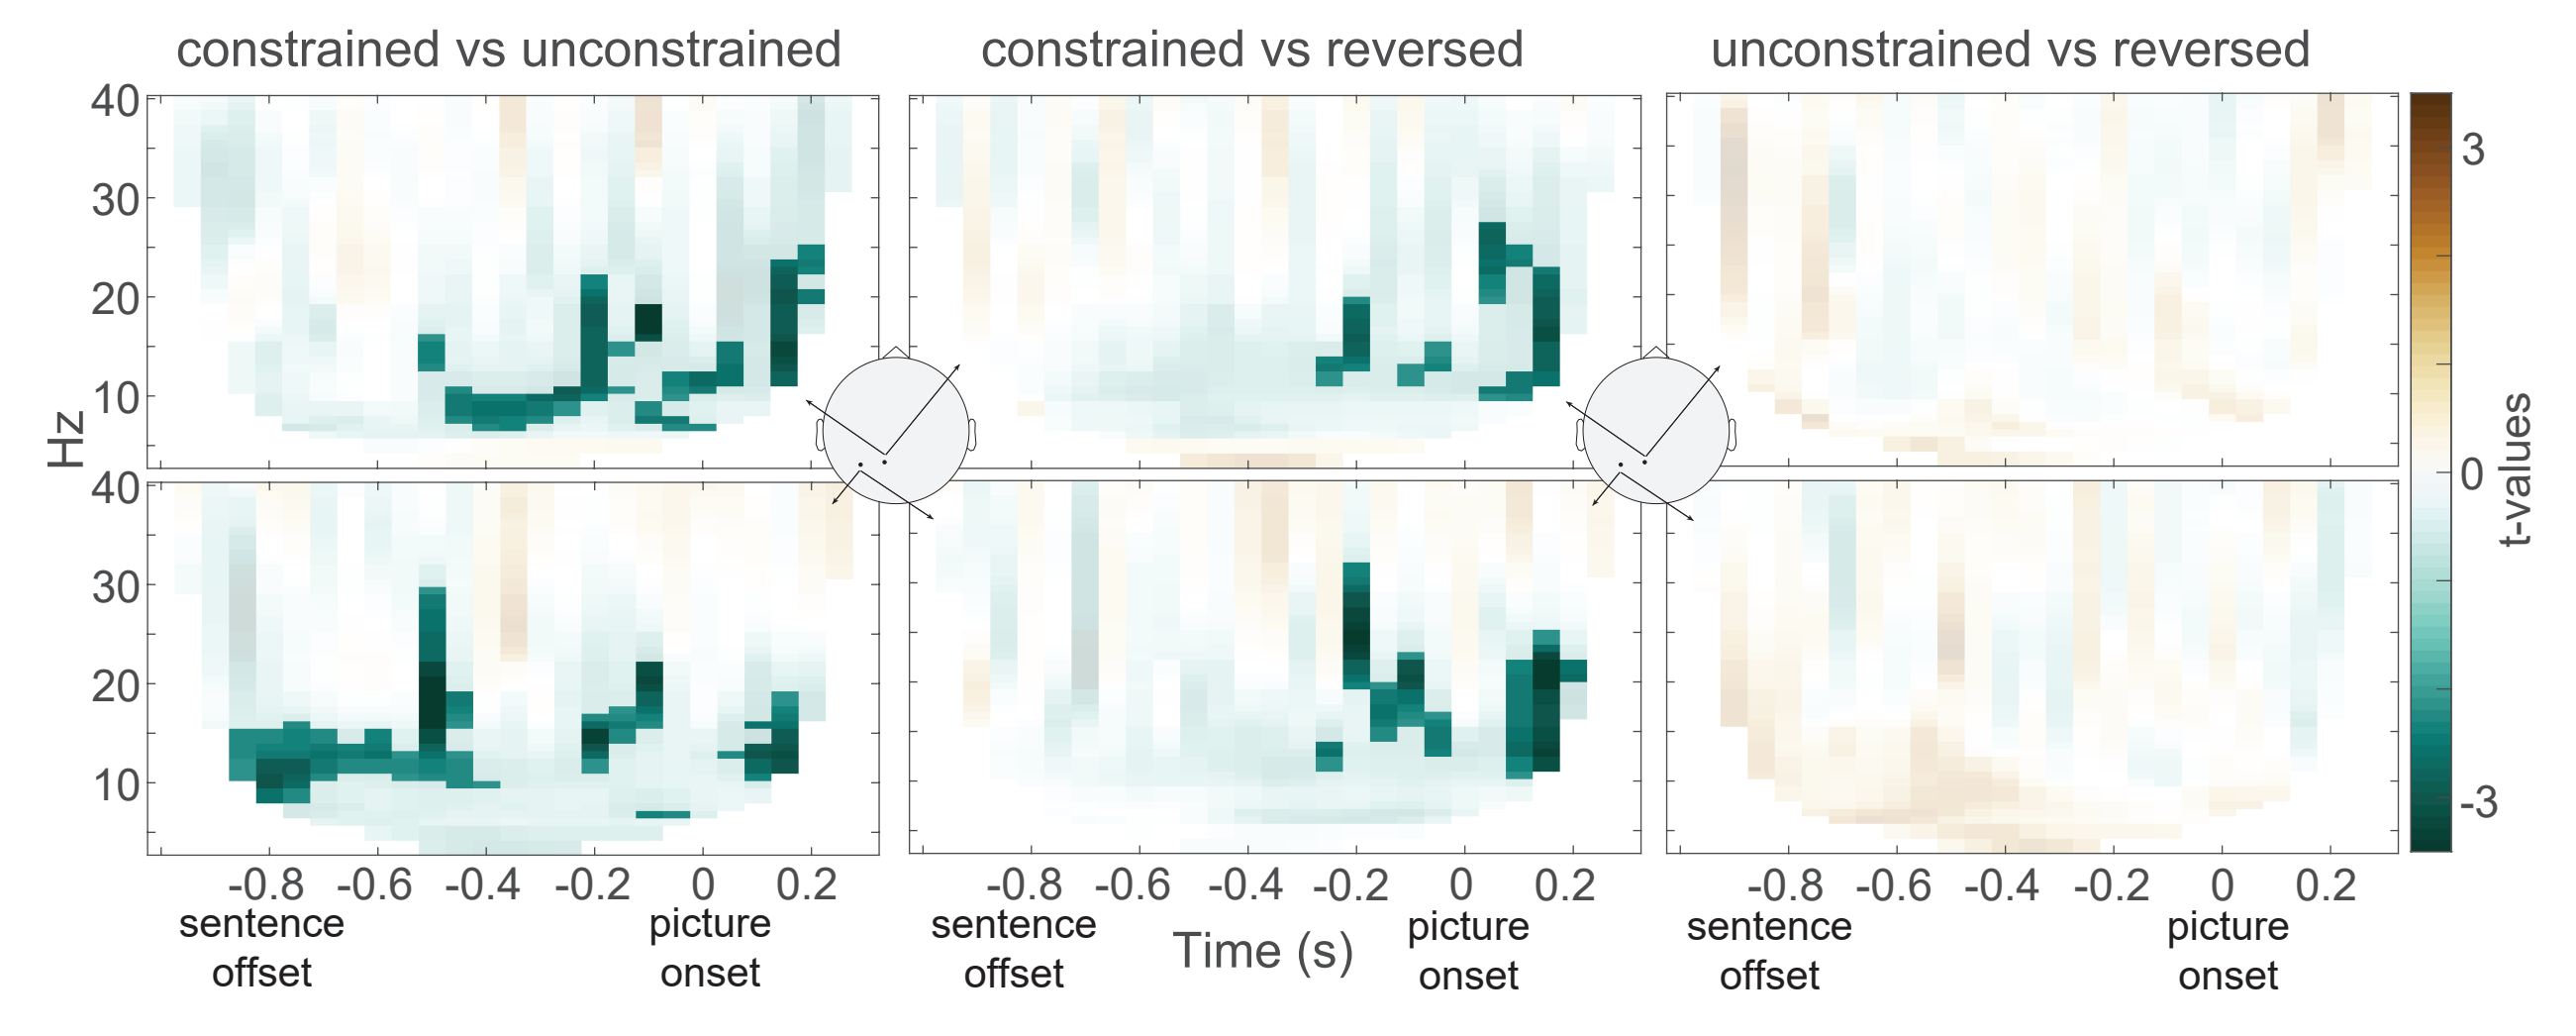 constrained vs unconstrained
constrained vs reversed
unconstrained vs reversed
40
30
20
10
Hz
40
30
20
10
3
0
-3
t-values
-0.8 -0.6 -0.4 -0.2 0 0.2
-0.8 -0.6 -0.4 -0.2 0 0.2
-0.8 -0.6 -0.4 -0.2 0 0.2
sentence
offset
picture
onset
sentence
offset
Time (s)
picture
onset
sentence
offset
picture
onset